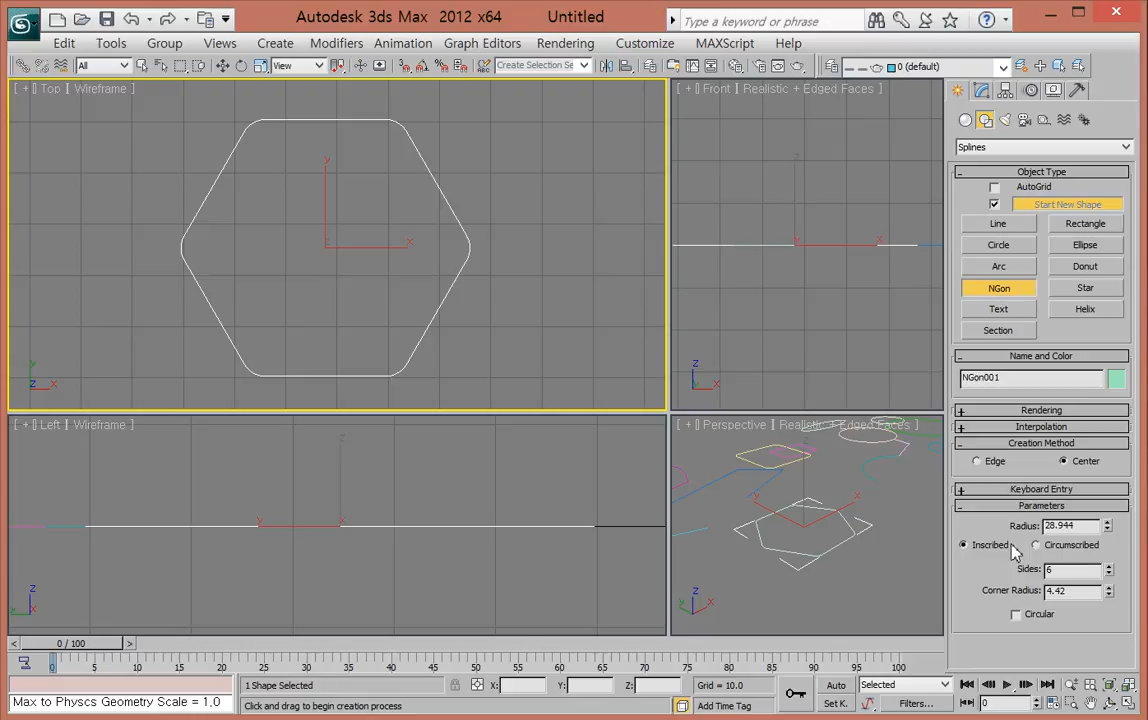 Autodesk 3ds Max 2012 x64 Untitled
Type a keyword or phrase
Edit Tools Group Views Create Modifiers Animation Graph Editors Rendering Customize MAXScript Help
All View Create Selection Se 0 (default)
[ + ] Top | Wireframe ]
[ + ] Front | Realistic + Edged Faces ]
Splines
Object Type
AutoGrid
Start New Shape
Line Rectangle
Circle Ellipse
Arc Donut
NGon Star
Text Helix
Section
Name and Color
NGon001
Rendering
Interpolation
Creation Method
Edge Center
Keyboard Entry
Parameters
Radius: 28.944
Inscribed Circumscribed
Sides: 6
Corner Radius: 4.42
Circular
y
x
z
x
x
z
y
z
x
z
x
[ + ] Left | Wireframe ]
[ + ] Perspective | Realistic + Edged Faces ]
z
y
x
y
x
z
y
z
x
0 / 100
0 5 10 15 20 25 30 35 40 45 50 55 60 65 70 75 80 85 90 95 100
1 Shape Selected X: Y: Z: Grid = 10.0 Auto Selected
Max to Physcs Geometry Scale = 1,0 Click and drag to begin creation process Add Time Tag Set K. Filters... 0